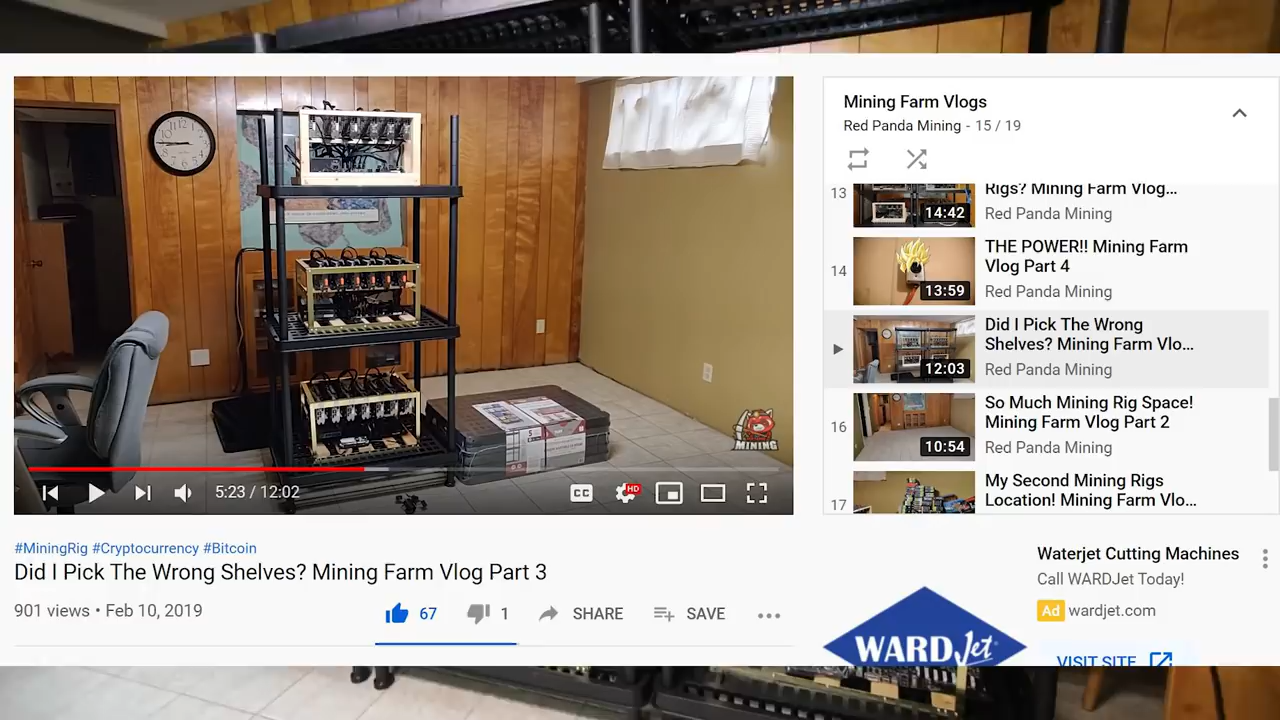 MINING
5:23 / 12:02
CC
HD
#MiningRig #Cryptocurrency #Bitcoin
Did I Pick The Wrong Shelves? Mining Farm Vlog Part 3
901 views • Feb 10, 2019
67
1
SHARE
SAVE
Mining Farm Vlogs
Red Panda Mining - 15 / 19
13
14:42
Rigs? Mining Farm Vlog...
Red Panda Mining
14
13:59
THE POWER!! Mining Farm
Vlog Part 4
Red Panda Mining
12:03
Did I Pick The Wrong
Shelves? Mining Farm Vlo...
Red Panda Mining
16
10:54
So Much Mining Rig Space!
Mining Farm Vlog Part 2
Red Panda Mining
17
My Second Mining Rigs
Location! Mining Farm Vlo...
WARDJet
Waterjet Cutting Machines
Call WARDJet Today!
Ad wardjet.com
VISIT SITE